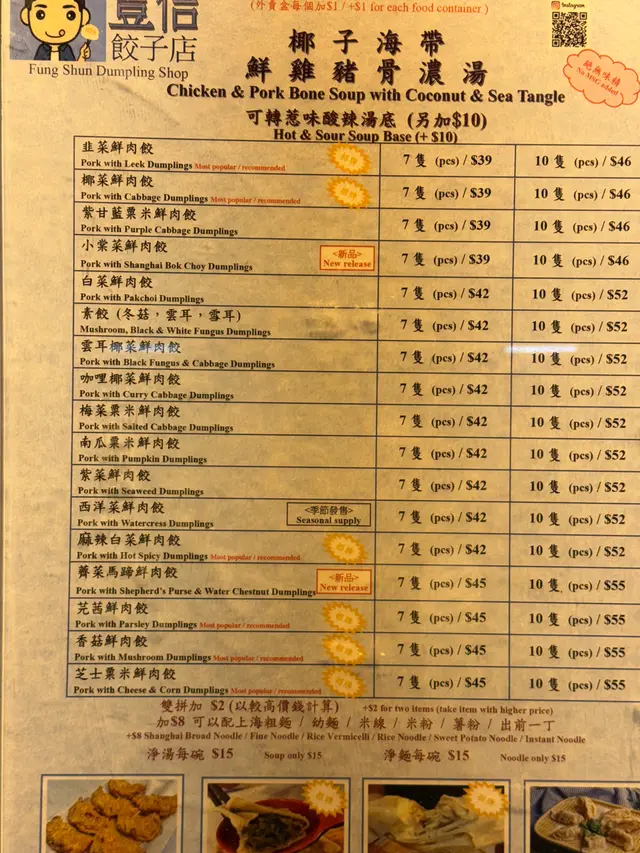 豐信
餃子店
Fung Shun Dumpling Shop
(外賣盒每個加$1 / +$1 for each food container )
Instagram
椰子海帶
鮮雞豬骨濃湯
絕無味精
No MSG added!
Chicken & Pork Bone Soup with Coconut & Sea Tangle
可轉惹味酸辣湯底 (另加$10)
Hot & Sour Soup Base (+ $10)
韭菜鮮肉餃
Pork with Leek Dumplings Most popular / recommended
7 隻 (pcs) / $39 10 隻 (pcs) / $46
椰菜鮮肉餃
Pork with Cabbage Dumplings Most popular / recommended
7 隻 (pcs) / $39 10 隻 (pcs) / $46
紫甘藍粟米鮮肉餃
Pork with Purple Cabbage Dumplings
7 隻 (pcs) / $39 10 隻 (pcs) / $46
小棠菜鮮肉餃
Pork with Shanghai Bok Choy Dumplings
<新品>
New release
7 隻 (pcs) / $39 10 隻 (pcs) / $46
白菜鮮肉餃
Pork with Pakchoi Dumplings
7 隻 (pcs) / $42 10 隻 (pcs) / $52
素餃 (冬菇，雲耳，雪耳)
Mushroom, Black & White Fungus Dumplings
7 隻 (pcs) / $42 10 隻 (pcs) / $52
雲耳椰菜鮮肉餃
Pork with Black Fungus & Cabbage Dumplings
7 隻 (pcs) / $42 10 隻 (pcs) / $52
咖哩椰菜鮮肉餃
Pork with Curry Cabbage Dumplings
7 隻 (pcs) / $42 10 隻 (pcs) / $52
梅菜粟米鮮肉餃
Pork with Salted Cabbage Dumplings
7 隻 (pcs) / $42 10 隻 (pcs) / $52
南瓜粟米鮮肉餃
Pork with Pumpkin Dumplings
7 隻 (pcs) / $42 10 隻 (pcs) / $52
紫菜鮮肉餃
Pork with Seaweed Dumplings
7 隻 (pcs) / $42 10 隻 (pcs) / $52
西洋菜鮮肉餃
Pork with Watercress Dumplings
<季節發售>
Seasonal supply
7 隻 (pcs) / $42 10 隻 (pcs) / $52
麻辣白菜鮮肉餃
Pork with Hot Spicy Dumplings Most popular / recommended
7 隻 (pcs) / $42 10 隻 (pcs) / $52
薺菜馬蹄鮮肉餃
Pork with Shepherd's Purse & Water Chestnut Dumplings
<新品>
New release
7 隻 (pcs) / $45 10 隻 (pcs) / $55
芫茜鮮肉餃
Pork with Parsley Dumplings Most popular / recommended
7 隻 (pcs) / $45 10 隻 (pcs) / $55
香菇鮮肉餃
Pork with Mushroom Dumplings Most popular / recommended
7 隻 (pcs) / $45 10 隻 (pcs) / $55
芝士粟米鮮肉餃
Pork with Cheese & Corn Dumplings Most popular / recommended
7 隻 (pcs) / $45 10 隻 (pcs) / $55
雙拼加 $2 (以較高價錢計算) +$2 for two items (take item with higher price)
加$8 可以配上海粗麵 / 幼麵 / 米線 / 米粉 / 薯粉 / 出前一丁
+$8 Shanghai Broad Noodle / Fine Noodle / Rice Vermicelli / Rice Noodle / Sweet Potato Noodle / Instant Noodle
淨湯每碗 $15 Soup only $15 淨麵每碗 $15 Noodle only $15